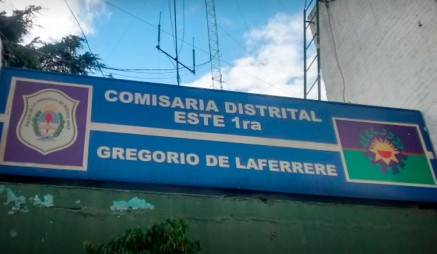 COMISARIA DISTRITAL
ESTE 1ra
GREGORIO DE LAFERRERE